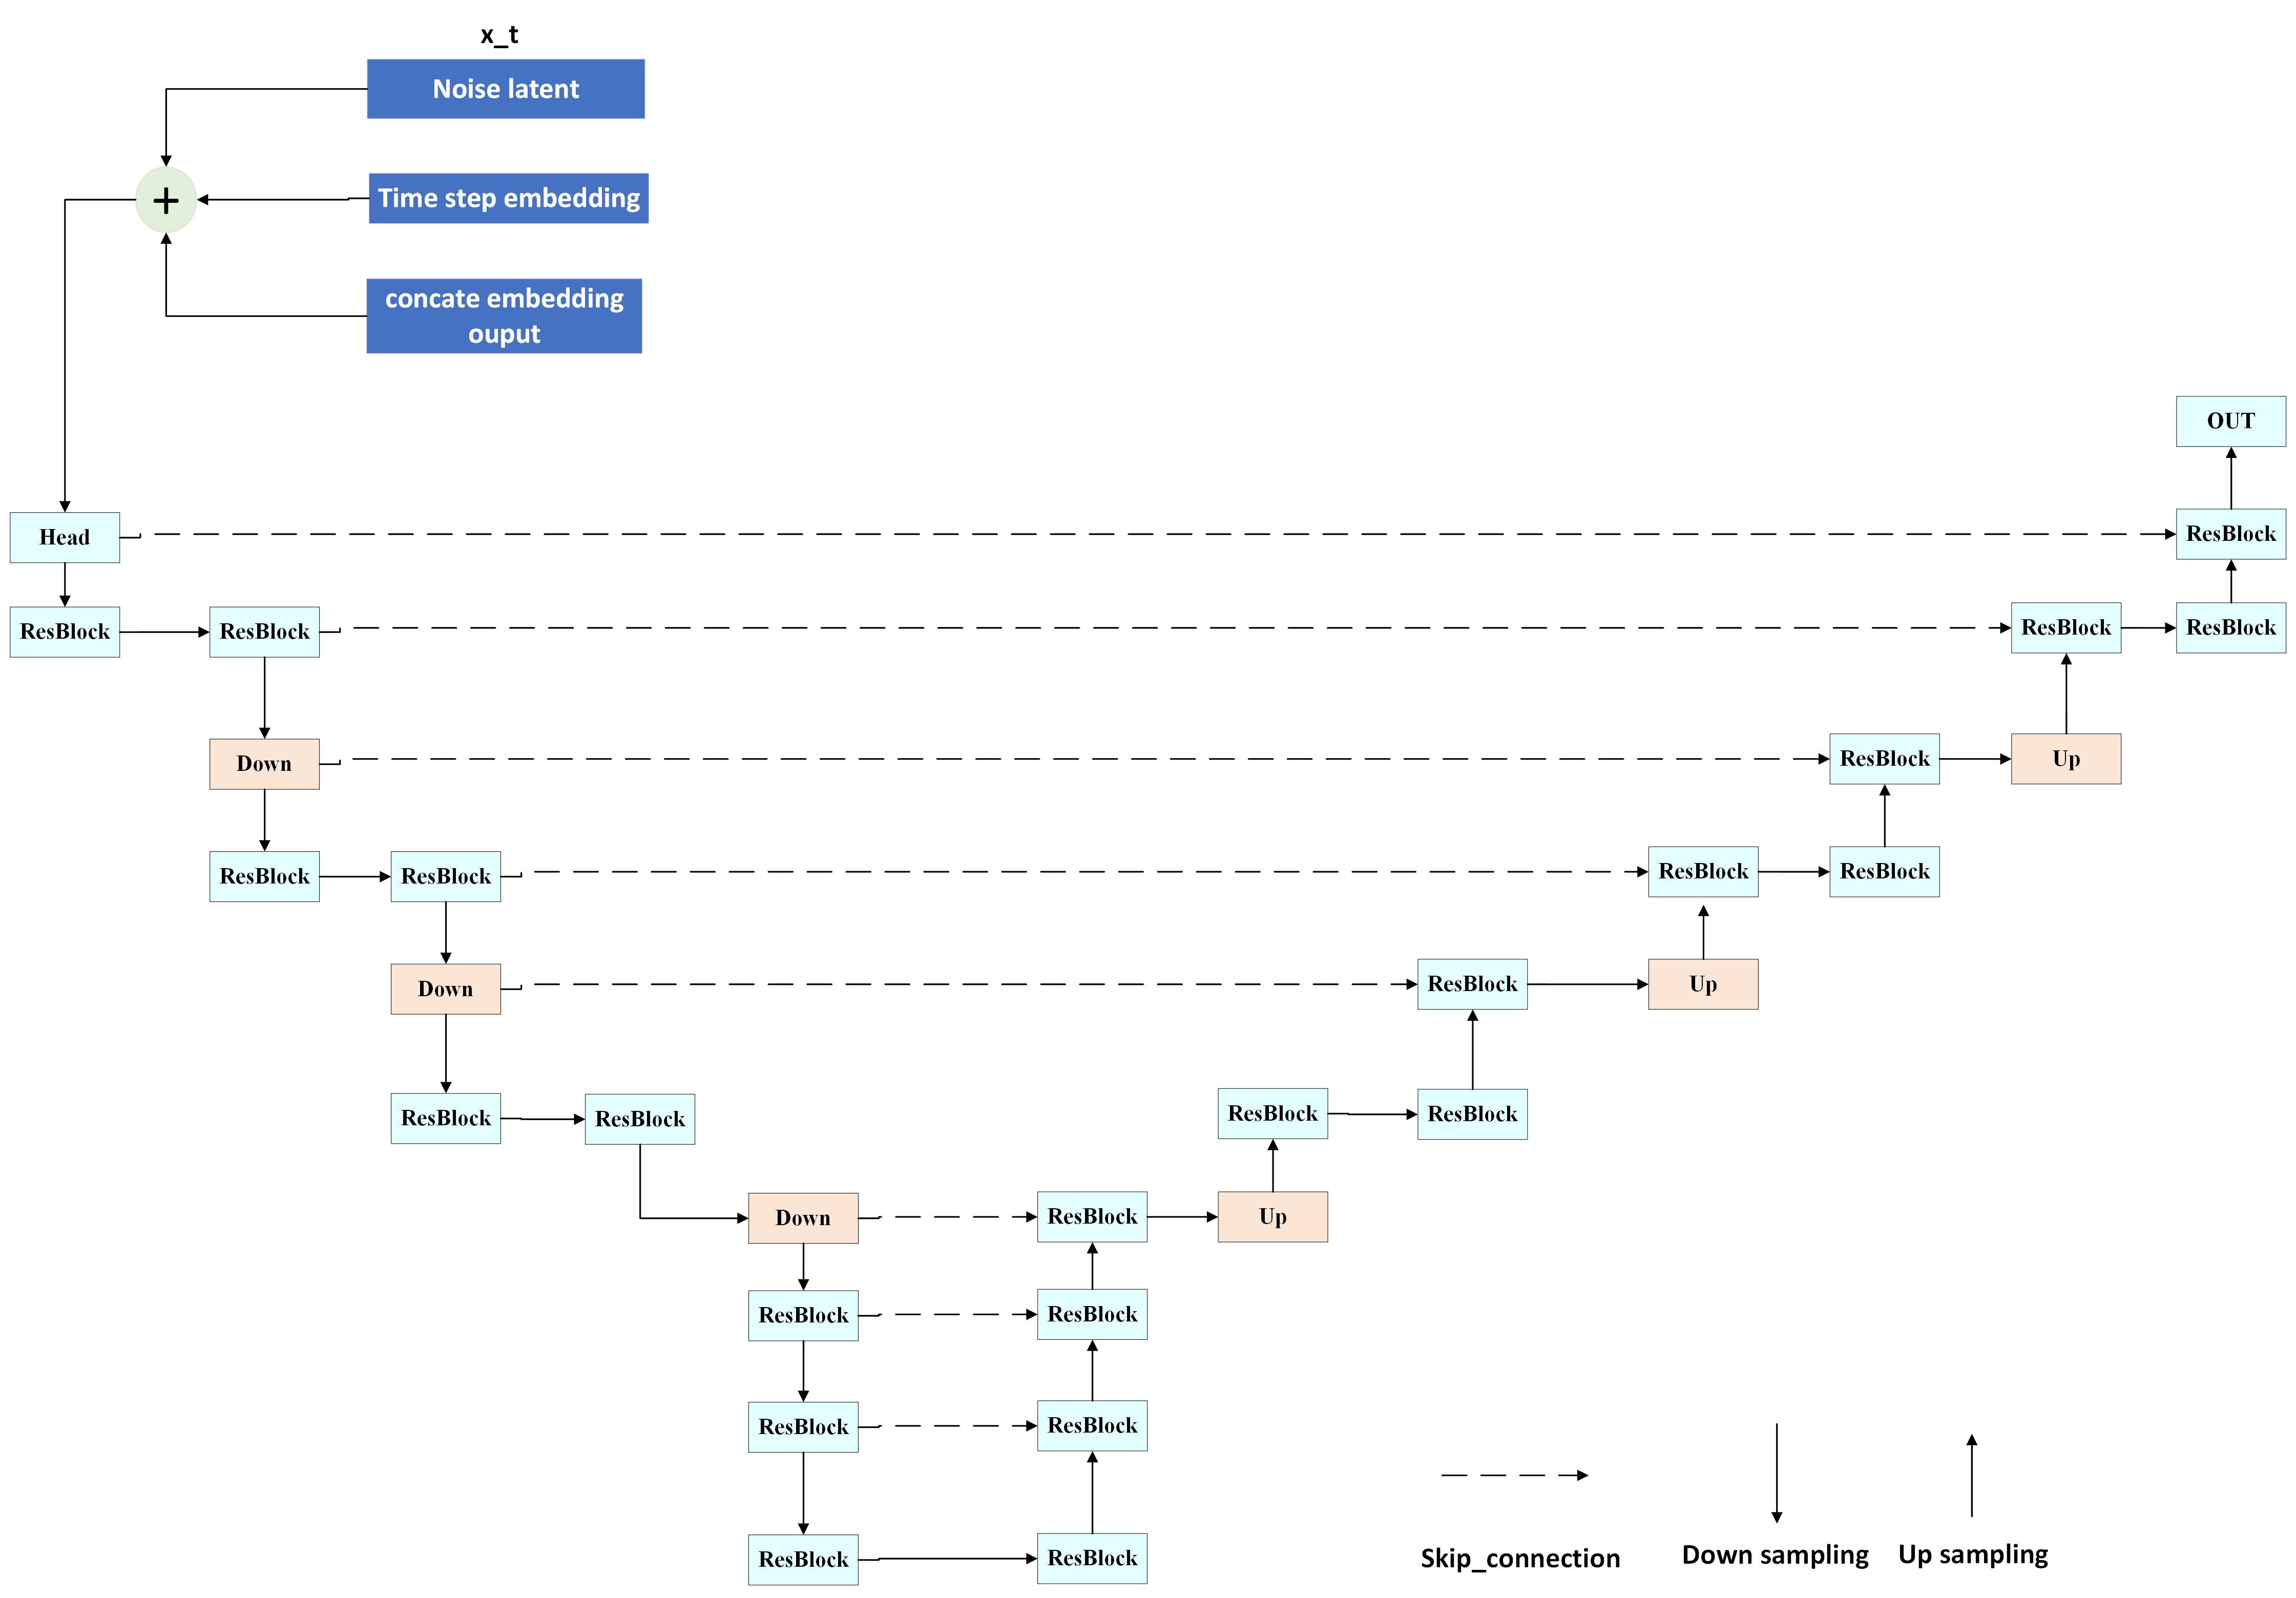 x_t
Noise latent
+
Time step embedding
concate embedding
ouput
OUT
Head
ResBlock
ResBlock
ResBlock
ResBlock
ResBlock
Down
ResBlock
Up
ResBlock
ResBlock
ResBlock
ResBlock
Down
ResBlock
Up
ResBlock
ResBlock
ResBlock
ResBlock
Down
ResBlock
Up
ResBlock
ResBlock
ResBlock
ResBlock
ResBlock
ResBlock
Skip_connection
Down sampling
Up sampling